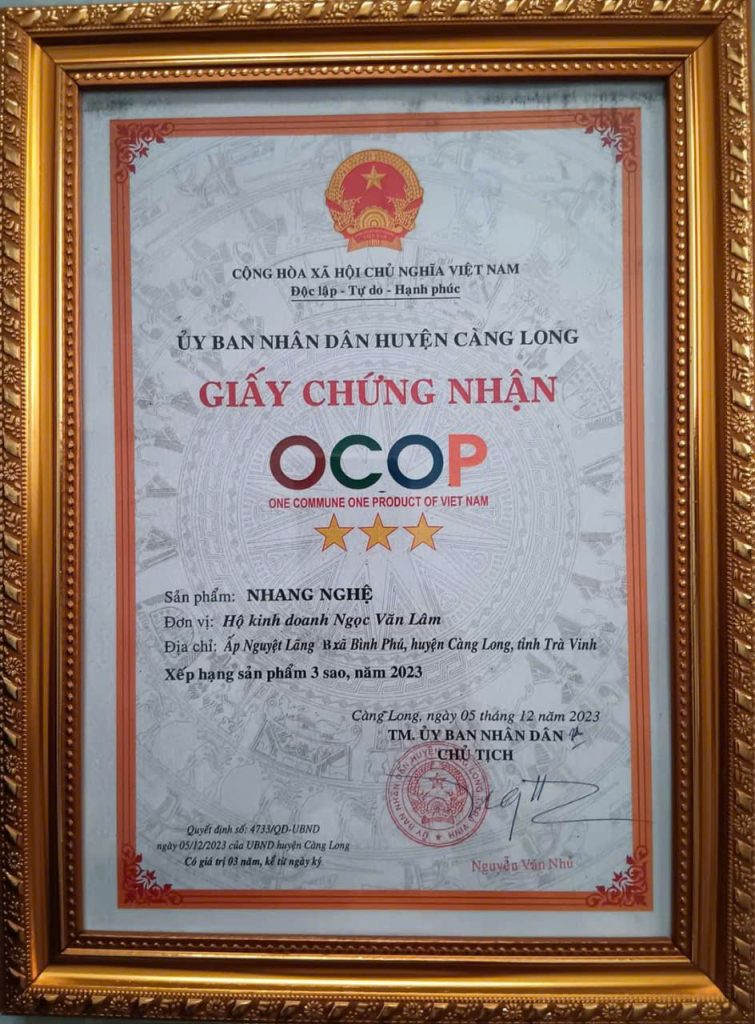 CỘNG HÒA XÃ HỘI CHỦ NGHĨA VIỆT NAM
Độc lập - Tự do - Hạnh phúc
ỦY BAN NHÂN DÂN HUYỆN CÀNG LONG
GIẤY CHỨNG NHẬN
OCOP
ONE COMMUNE ONE PRODUCT OF VIET NAM
Sản phẩm: NHANG NGHỆ
Đơn vị: Hộ kinh doanh Ngọc Văn Lâm
Địa chỉ: Ấp Nguyệt Lãng B xã Bình Phú, huyện Càng Long, tỉnh Trà Vinh
Xếp hạng sản phẩm 3 sao, năm 2023
Càng Long, ngày 05 tháng 12 năm 2023
TM. ỦY BAN NHÂN DÂN
CHỦ TỊCH
Quyết định số: 4733/QĐ-UBND
ngày 05/12/2023 của UBND huyện Càng Long
Có giá trị 03 năm, kể từ ngày ký
Nguyễn Văn Nhủ